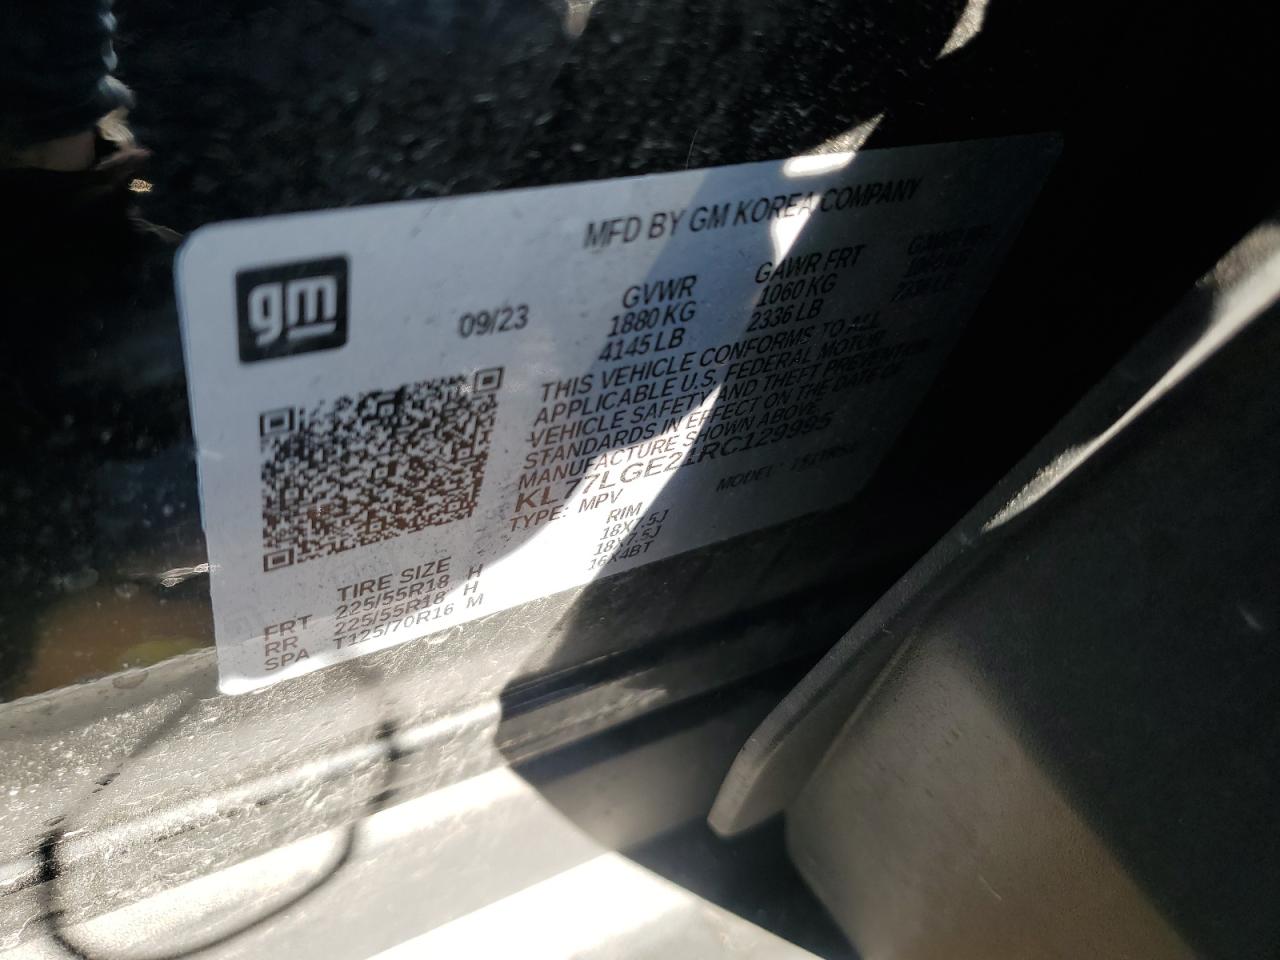 gm
MFD BY GM KOREA COMPANY
09/23
GVWR GAWR FRT GAWR RR
1880 KG 1060 KG
4145 LB 2336 LB
THIS VEHICLE CONFORMS TO ALL
APPLICABLE U.S. FEDERAL MOTOR
VEHICLE SAFETY AND THEFT PREVENTION
STANDARDS IN EFFECT ON THE DATE OF
MANUFACTURE SHOWN ABOVE.
KL77LGE21RC129995
TYPE: MPV MODEL:
TIRE SIZE RIM
FRT 225/55R18 H 18X7.5J
RR 225/55R18 H 18X7.5J
SPA T125/70R16 M 16X4BT